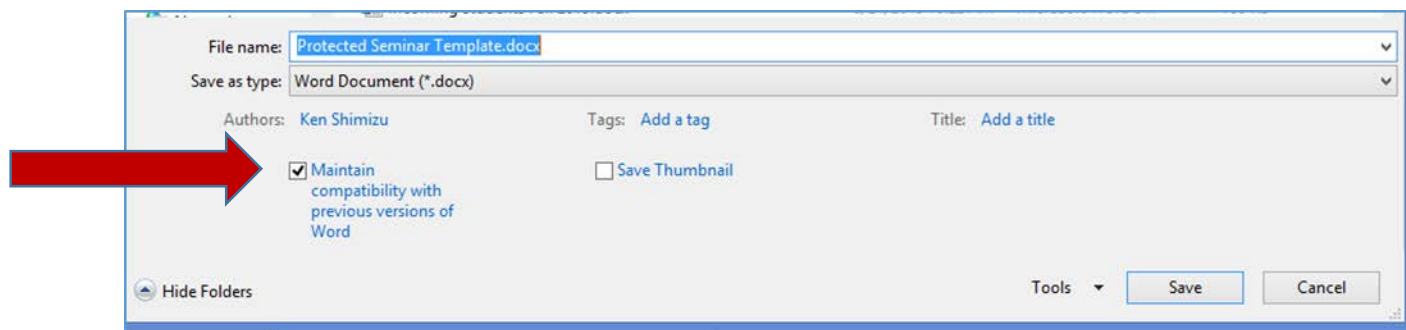 File name: Protected Seminar Template.docx
Save as type: Word Document (*.docx)
Authors: Ken Shimizu Tags: Add a tag Title: Add a title
Maintain
compatibility with
previous versions of
Word
Save Thumbnail
Hide Folders Tools Save Cancel